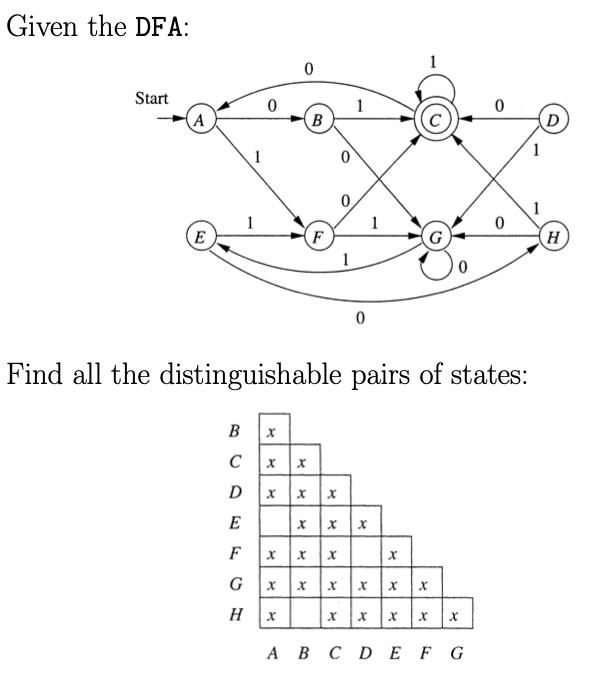 Given the DFA:
0 1
Start
A 0 B 1 C 0 D
1 0 1
0 1
E 1 F 1 G 0 H
1 0
0
Find all the distinguishable pairs of states:
B x
C x x
D x x x
E x x x
F x x x x
G x x x x x x
H x x x x x x
A B C D E F G